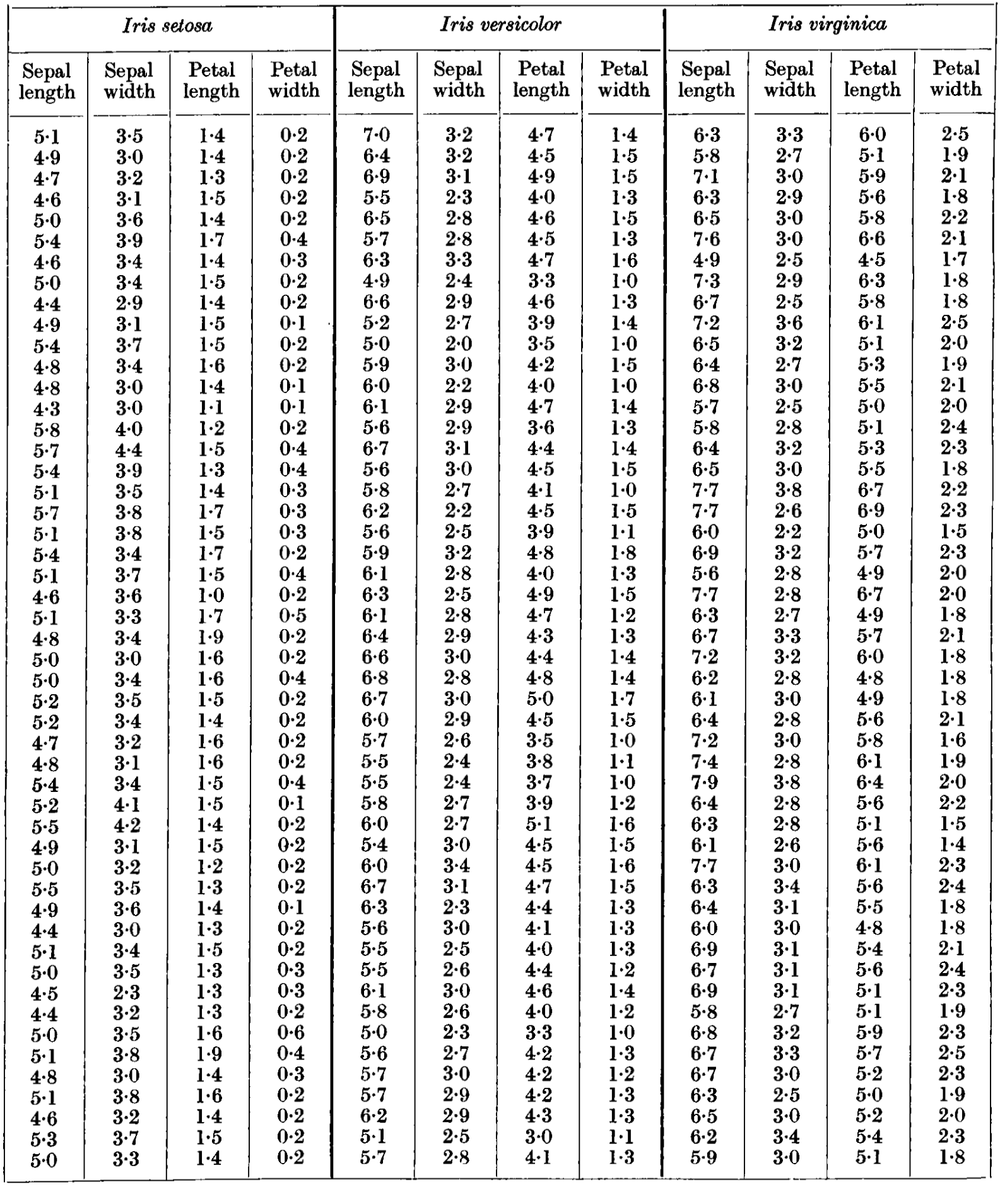 Iris setosa Iris versicolor Iris virginica
Sepal length Sepal width Petal length Petal width Sepal length Sepal width Petal length Petal width Sepal length Sepal width Petal length Petal width
5·1 3·5 1·4 0·2 7·0 3·2 4·7 1·4 6·3 3·3 6·0 2·5
4·9 3·0 1·4 0·2 6·4 3·2 4·5 1·5 5·8 2·7 5·1 1·9
4·7 3·2 1·3 0·2 6·9 3·1 4·9 1·5 7·1 3·0 5·9 2·1
4·6 3·1 1·5 0·2 5·5 2·3 4·0 1·3 6·3 2·9 5·6 1·8
5·0 3·6 1·4 0·2 6·5 2·8 4·6 1·5 6·5 3·0 5·8 2·2
5·4 3·9 1·7 0·4 5·7 2·8 4·5 1·3 7·6 3·0 6·6 2·1
4·6 3·4 1·4 0·3 6·3 3·3 4·7 1·6 4·9 2·5 4·5 1·7
5·0 3·4 1·5 0·2 4·9 2·4 3·3 1·0 7·3 2·9 6·3 1·8
4·4 2·9 1·4 0·2 6·6 2·9 4·6 1·3 6·7 2·5 5·8 1·8
4·9 3·1 1·5 0·1 5·2 2·7 3·9 1·4 7·2 3·6 6·1 2·5
5·4 3·7 1·5 0·2 5·0 2·0 3·5 1·0 6·5 3·2 5·1 2·0
4·8 3·4 1·6 0·2 5·9 3·0 4·2 1·5 6·4 2·7 5·3 1·9
4·8 3·0 1·4 0·1 6·0 2·2 4·0 1·0 6·8 3·0 5·5 2·1
4·3 3·0 1·1 0·1 6·1 2·9 4·7 1·4 5·7 2·5 5·0 2·0
5·8 4·0 1·2 0·2 5·6 2·9 3·6 1·3 5·8 2·8 5·1 2·4
5·7 4·4 1·5 0·4 6·7 3·1 4·4 1·4 6·4 3·2 5·3 2·3
5·4 3·9 1·3 0·4 5·6 3·0 4·5 1·5 6·5 3·0 5·5 1·8
5·1 3·5 1·4 0·3 5·8 2·7 4·1 1·0 7·7 3·8 6·7 2·2
5·7 3·8 1·7 0·3 6·2 2·2 4·5 1·5 7·7 2·6 6·9 2·3
5·1 3·8 1·5 0·3 5·6 2·5 3·9 1·1 6·0 2·2 5·0 1·5
5·4 3·4 1·7 0·2 5·9 3·2 4·8 1·8 6·9 3·2 5·7 2·3
5·1 3·7 1·5 0·4 6·1 2·8 4·0 1·3 5·6 2·8 4·9 2·0
4·6 3·6 1·0 0·2 6·3 2·5 4·9 1·5 7·7 2·8 6·7 2·0
5·1 3·3 1·7 0·5 6·1 2·8 4·7 1·2 6·3 2·7 4·9 1·8
4·8 3·4 1·9 0·2 6·4 2·9 4·3 1·3 6·7 3·3 5·7 2·1
5·0 3·0 1·6 0·2 6·6 3·0 4·4 1·4 7·2 3·2 6·0 1·8
5·0 3·4 1·6 0·4 6·8 2·8 4·8 1·4 6·2 2·8 4·8 1·8
5·2 3·5 1·5 0·2 6·7 3·0 5·0 1·7 6·1 3·0 4·9 1·8
5·2 3·4 1·4 0·2 6·0 2·9 4·5 1·5 6·4 2·8 5·6 2·1
4·7 3·2 1·6 0·2 5·7 2·6 3·5 1·0 7·2 3·0 5·8 1·6
4·8 3·1 1·6 0·2 5·5 2·4 3·8 1·1 7·4 2·8 6·1 1·9
5·4 3·4 1·5 0·4 5·5 2·4 3·7 1·0 7·9 3·8 6·4 2·0
5·2 4·1 1·5 0·1 5·8 2·7 3·9 1·2 6·4 2·8 5·6 2·2
5·5 4·2 1·4 0·2 6·0 2·7 5·1 1·6 6·3 2·8 5·1 1·5
4·9 3·1 1·5 0·2 5·4 3·0 4·5 1·5 6·1 2·6 5·6 1·4
5·0 3·2 1·2 0·2 6·0 3·4 4·5 1·6 7·7 3·0 6·1 2·3
5·5 3·5 1·3 0·2 6·7 3·1 4·7 1·5 6·3 3·4 5·6 2·4
4·9 3·6 1·4 0·1 6·3 2·3 4·4 1·3 6·4 3·1 5·5 1·8
4·4 3·0 1·3 0·2 5·6 3·0 4·1 1·3 6·0 3·0 4·8 1·8
5·1 3·4 1·5 0·2 5·5 2·5 4·0 1·3 6·9 3·1 5·4 2·1
5·0 3·5 1·3 0·3 5·5 2·6 4·4 1·2 6·7 3·1 5·6 2·4
4·5 2·3 1·3 0·3 6·1 3·0 4·6 1·4 6·9 3·1 5·1 2·3
4·4 3·2 1·3 0·2 5·8 2·6 4·0 1·2 5·8 2·7 5·1 1·9
5·0 3·5 1·6 0·6 5·0 2·3 3·3 1·0 6·8 3·2 5·9 2·3
5·1 3·8 1·9 0·4 5·6 2·7 4·2 1·3 6·7 3·3 5·7 2·5
4·8 3·0 1·4 0·3 5·7 3·0 4·2 1·2 6·7 3·0 5·2 2·3
5·1 3·8 1·6 0·2 5·7 2·9 4·2 1·3 6·3 2·5 5·0 1·9
4·6 3·2 1·4 0·2 6·2 2·9 4·3 1·3 6·5 3·0 5·2 2·0
5·3 3·7 1·5 0·2 5·1 2·5 3·0 1·1 6·2 3·4 5·4 2·3
5·0 3·3 1·4 0·2 5·7 2·8 4·1 1·3 5·9 3·0 5·1 1·8